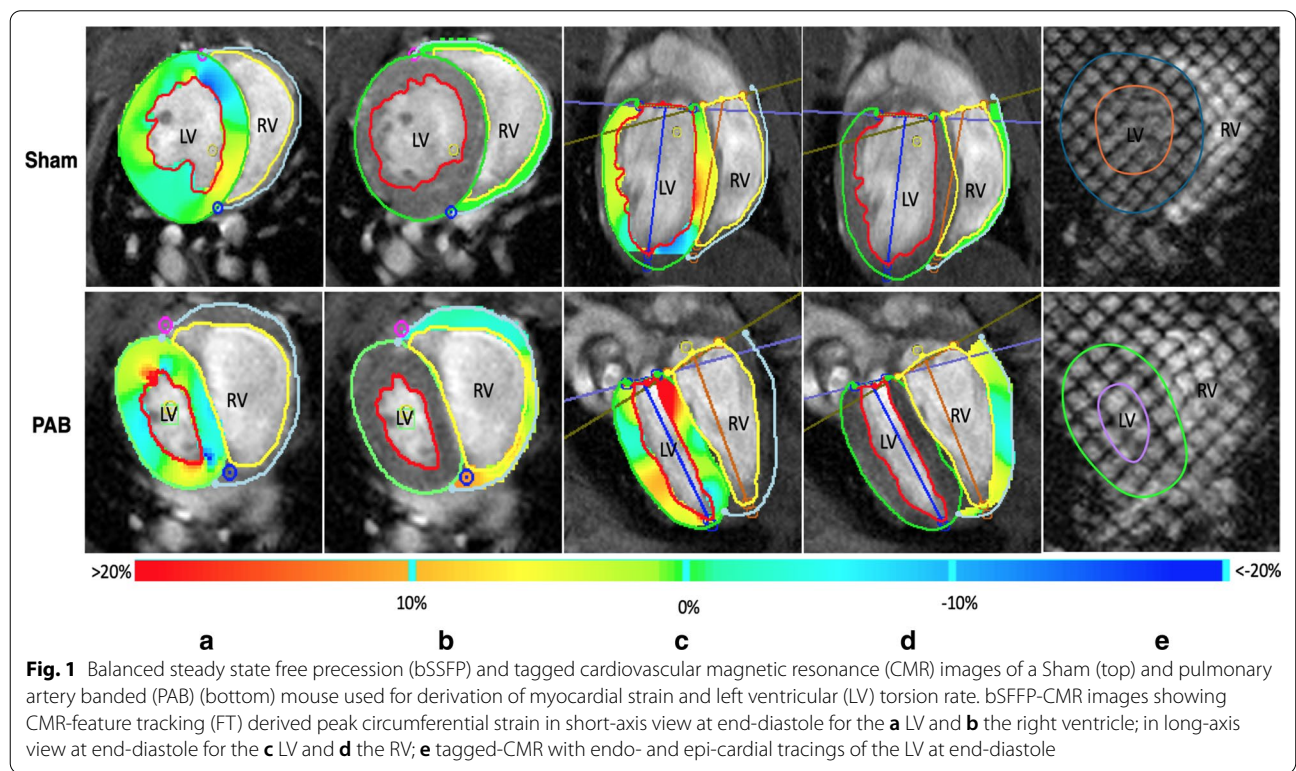 LV RV LV RV LV RV LV RV LV RV
Sham
LV RV LV RV LV RV LV RV LV RV
PAB
>20% <-20%
10% 0% -10%
a b c d e
Fig. 1 Balanced steady state free precession (bSSFP) and tagged cardiovascular magnetic resonance (CMR) images of a Sham (top) and pulmonary
artery banded (PAB) (bottom) mouse used for derivation of myocardial strain and left ventricular (LV) torsion rate. bSFFP-CMR images showing
CMR-feature tracking (FT) derived peak circumferential strain in short-axis view at end-diastole for the a LV and b the right ventricle; in long-axis
view at end-diastole for the c LV and d the RV; e tagged-CMR with endo- and epi-cardial tracings of the LV at end-diastole